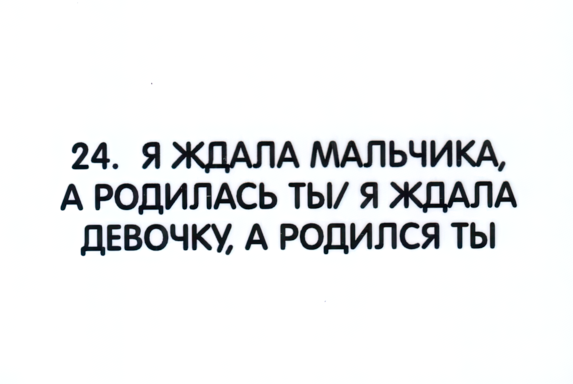 24. Я ЖДАЛА МАЛЬЧИКА,
А РОДИЛАСЬ ТЫ/ Я ЖДАЛА
ДЕВОЧКУ, А РОДИЛСЯ ТЫ